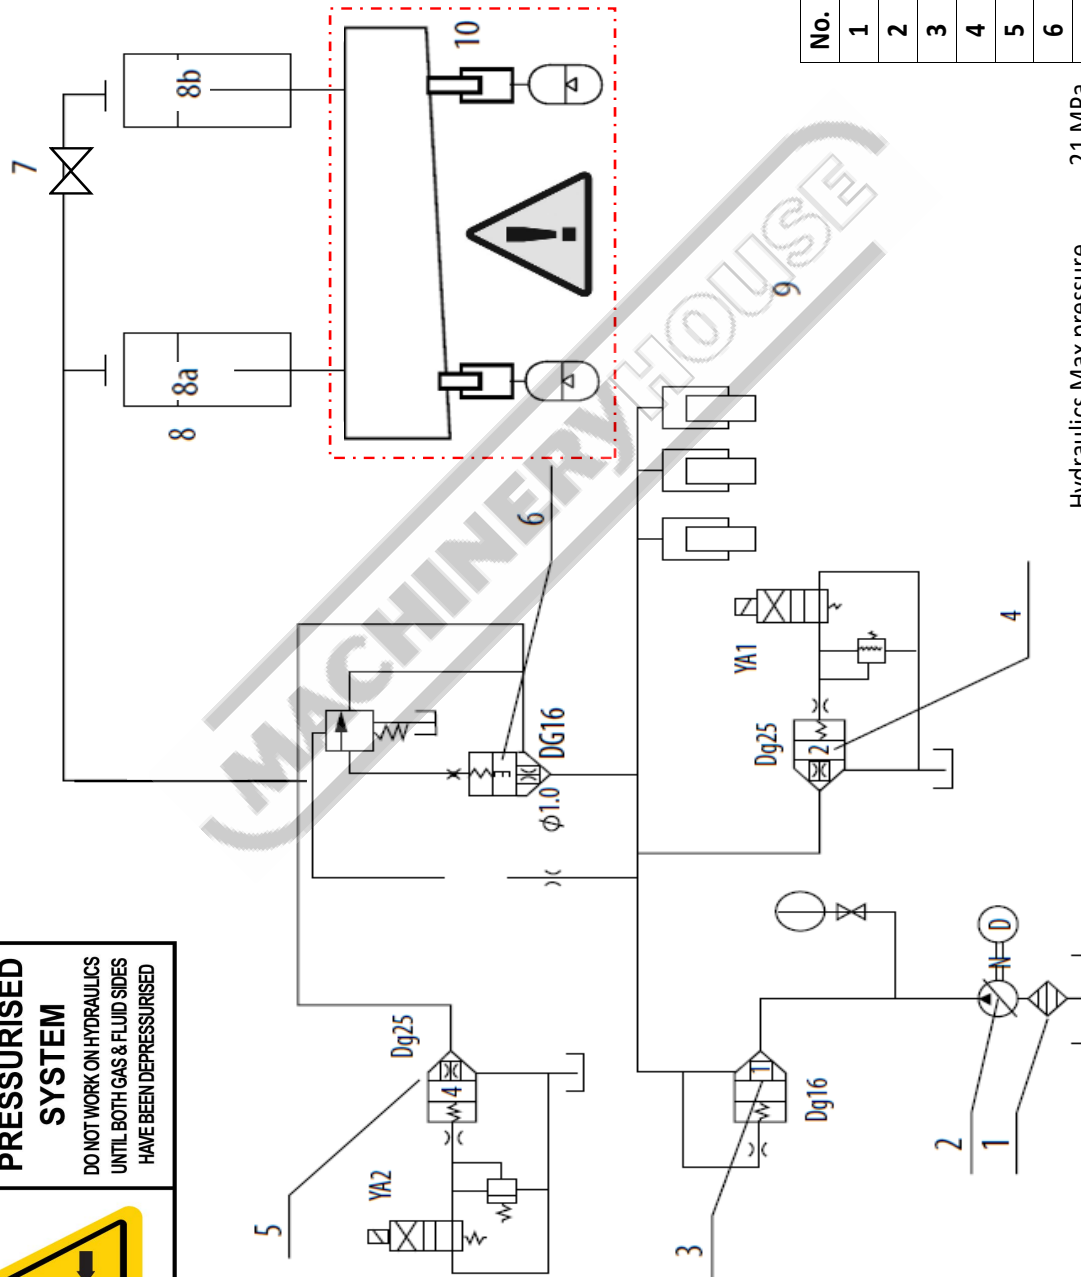 PRESSURISED
SYSTEM
DO NOT WORK ON HYDRAULICS
UNTIL BOTH GAS & FLUID SIDES
HAVE BEEN DEPRESSURISED
7
8
8a
8b
10
9
6
5
YA2
Dg25
4
DG16
ϕ1.0
E
YA1
Dg25
2
4
3
1
Dg16
2
1
N
D
MACHINERYHOUSE
No.
1
2
3
4
5
6
Hydraulics Max pressure 21 MPa